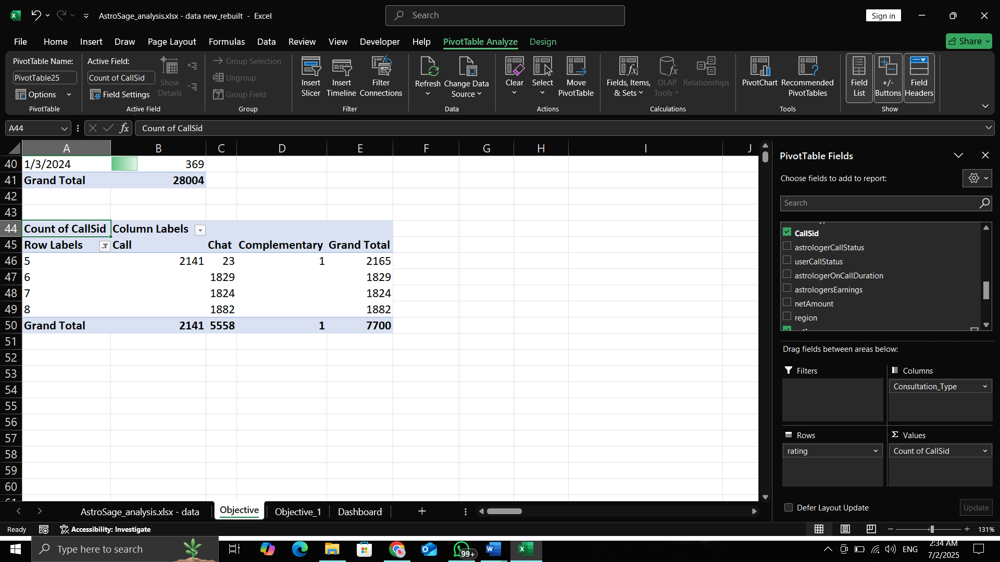 AstroSage_analysis.xlsx - data new_rebuilt - Excel
Search
Sign in
File Home Insert Draw Page Layout Formulas Data Review View Developer Help PivotTable Analyze Design
Share
PivotTable Name:
PivotTable25
Options
PivotTable
Active Field:
Count of CallSid
Field Settings
Show Details
Active Field
Group Selection
Ungroup
Group Field
Group
Insert Slicer
Insert Timeline
Filter Connections
Filter
Refresh
Change Data Source
Data
Clear
Select
Move PivotTable
Actions
Fields, Items, & Sets
OLAP Tools
Relationships
Calculations
PivotChart
Recommended PivotTables
Tools
Field List
+/- Buttons
Field Headers
Show
A44
fx
Count of CallSid
A B C D E F G H I J
40 1/3/2024 369
41 Grand Total 28004
42
43
44 Count of CallSid Column Labels
45 Row Labels Call Chat Complementary Grand Total
46 5 2141 23 1 2165
47 6 1829 1829
48 7 1824 1824
49 8 1882 1882
50 Grand Total 2141 5558 1 7700
51
52
53
54
55
56
57
58
59
60
PivotTable Fields
Choose fields to add to report:
Search
CallSid
astrologerCallStatus
userCallStatus
astrologerOnCallDuration
astrologersEarnings
netAmount
region
Drag fields between areas below:
Filters
Columns
Consultation_Type
Rows
rating
Σ Values
Count of CallSid
Defer Layout Update
Update
AstroSage_analysis.xlsx - data Objective Objective_1 Dashboard
Ready
Accessibility: Investigate
131%
Type here to search
99+
ENG
2:34 AM
7/2/2025